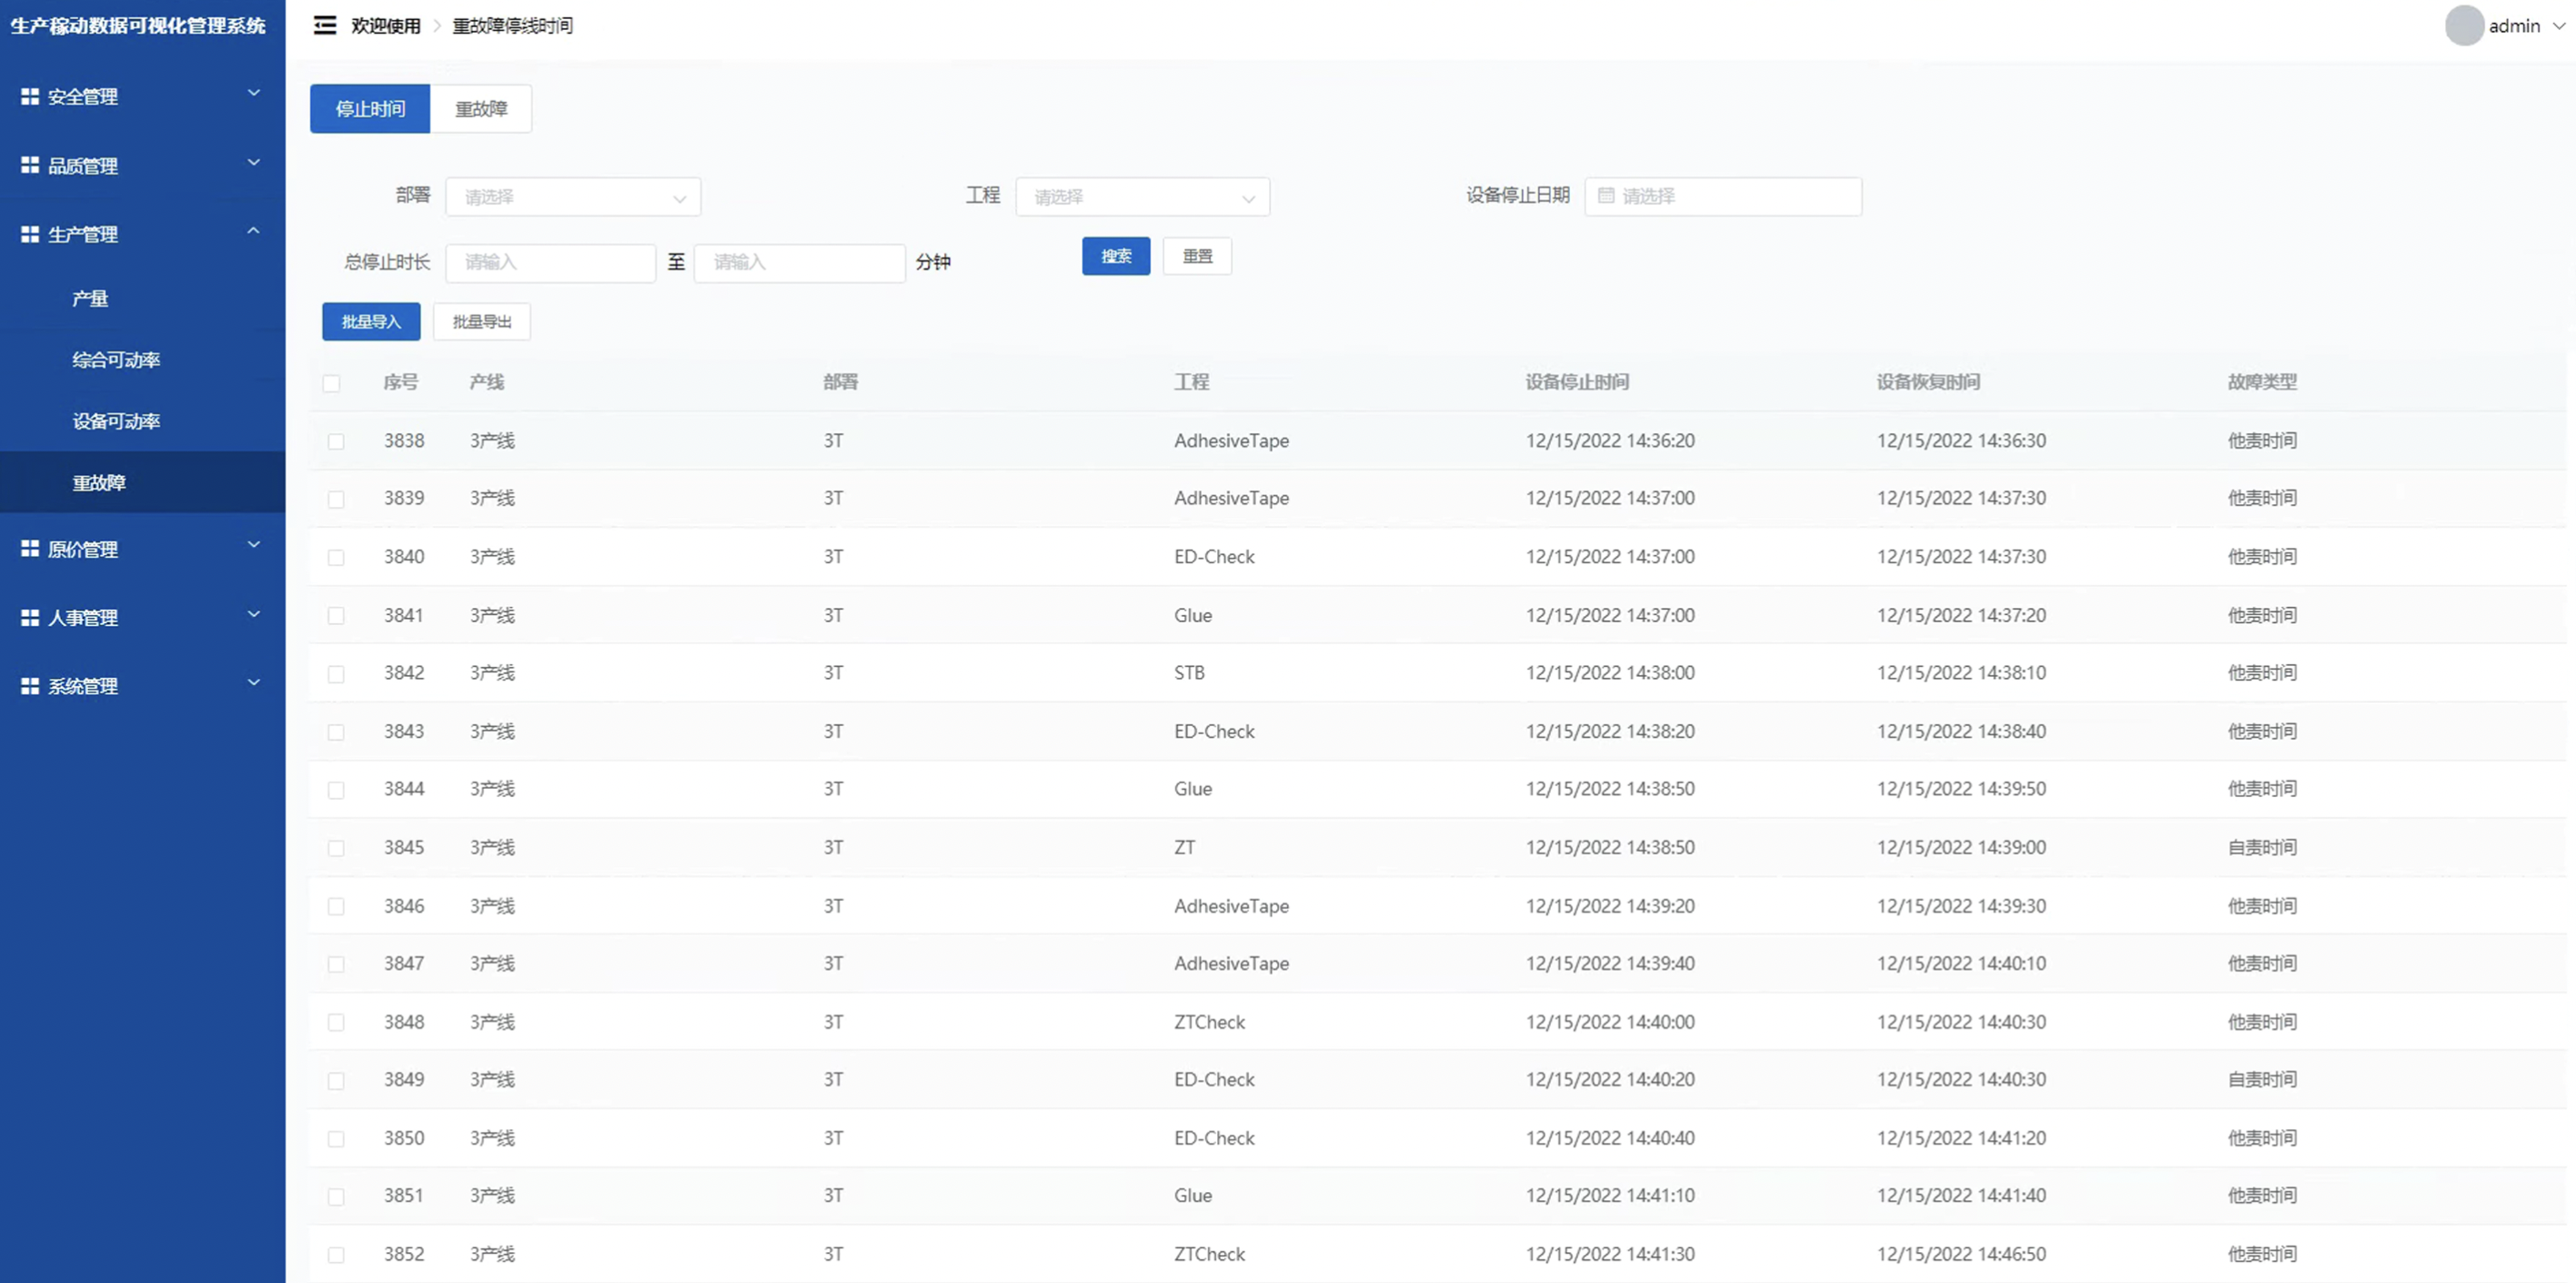 生产稼动数据可视化管理系统
欢迎使用 > 重故障停线时间
admin
安全管理
品质管理
生产管理
产量
综合可动率
设备可动率
重故障
原价管理
人事管理
系统管理
停止时间 重故障
部署 请选择 工程 请选择 设备停止日期 请选择
总停止时长 请输入 至 请输入 分钟 搜索 重置
批量导入 批量导出
序号 产线 部署 工程 设备停止时间 设备恢复时间 故障类型
3838 3产线 3T AdhesiveTape 12/15/2022 14:36:20 12/15/2022 14:36:30 他责时间
3839 3产线 3T AdhesiveTape 12/15/2022 14:37:00 12/15/2022 14:37:30 他责时间
3840 3产线 3T ED-Check 12/15/2022 14:37:00 12/15/2022 14:37:30 他责时间
3841 3产线 3T Glue 12/15/2022 14:37:00 12/15/2022 14:37:20 他责时间
3842 3产线 3T STB 12/15/2022 14:38:00 12/15/2022 14:38:10 他责时间
3843 3产线 3T ED-Check 12/15/2022 14:38:20 12/15/2022 14:38:40 他责时间
3844 3产线 3T Glue 12/15/2022 14:38:50 12/15/2022 14:39:50 他责时间
3845 3产线 3T ZT 12/15/2022 14:38:50 12/15/2022 14:39:00 自责时间
3846 3产线 3T AdhesiveTape 12/15/2022 14:39:20 12/15/2022 14:39:30 他责时间
3847 3产线 3T AdhesiveTape 12/15/2022 14:39:40 12/15/2022 14:40:10 他责时间
3848 3产线 3T ZTCheck 12/15/2022 14:40:00 12/15/2022 14:40:30 他责时间
3849 3产线 3T ED-Check 12/15/2022 14:40:20 12/15/2022 14:40:30 自责时间
3850 3产线 3T ED-Check 12/15/2022 14:40:40 12/15/2022 14:41:20 他责时间
3851 3产线 3T Glue 12/15/2022 14:41:10 12/15/2022 14:41:40 他责时间
3852 3产线 3T ZTCheck 12/15/2022 14:41:30 12/15/2022 14:46:50 他责时间